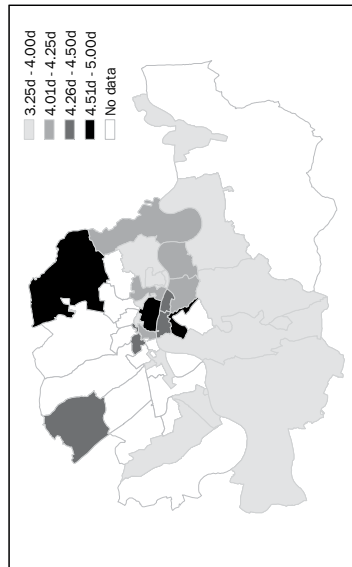 3.25d - 4.00d
4.01d - 4.25d
4.26d - 4.50d
4.51d - 5.00d
No data